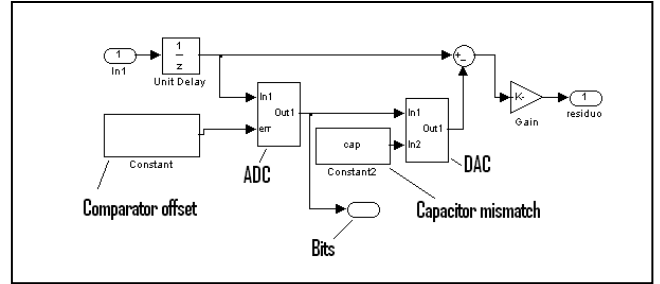 1
In1
1
z
Unit Delay
+
-
K-
Gain
1
residuo
In1
err
Out1
ADC
Constant
Comparator offset
cap
Constant2
In1
In2
Out1
DAC
Capacitor mismatch
Bits